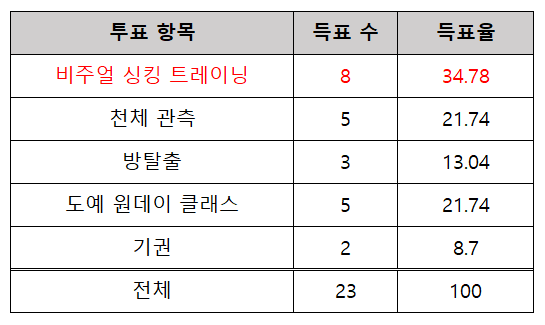 투표 항목 득표 수 득표율
비주얼 싱킹 트레이닝 8 34.78
천체 관측 5 21.74
방탈출 3 13.04
도예 원데이 클래스 5 21.74
기권 2 8.7
전체 23 100